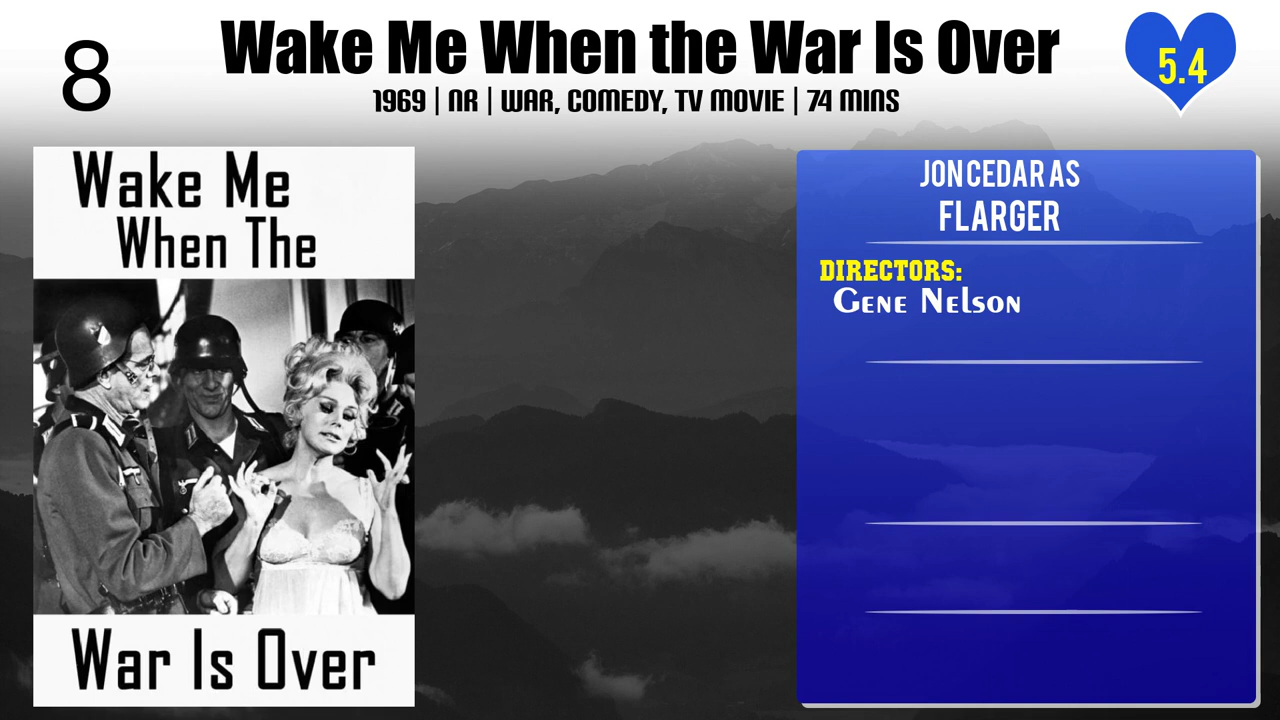 8
Wake Me When the War Is Over
5.4
1969 | NR | WAR, COMEDY, TV MOVIE | 74 MINS
Wake Me
When The
War Is Over
JON CEDAR AS
FLARGER
DIRECTORS:
GENE NELSON